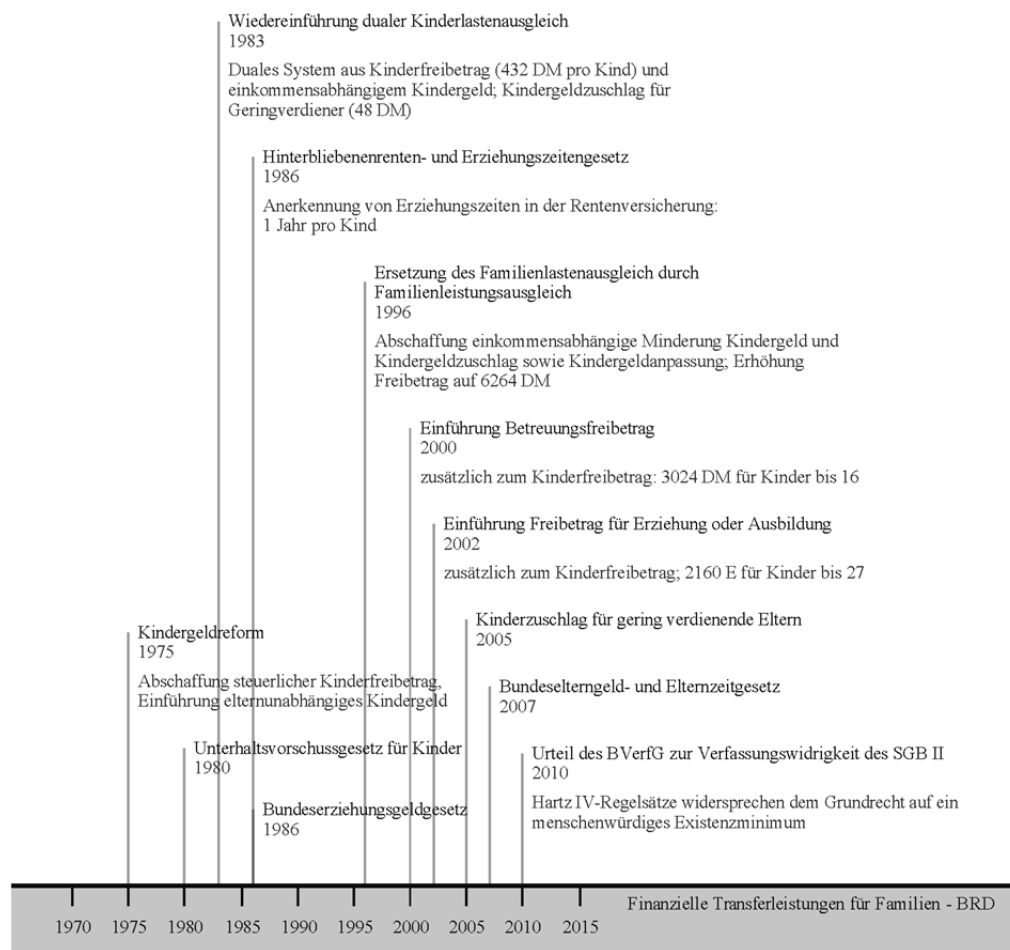 Wiedereinführung dualer Kinderlastenausgleich
1983
Duales System aus Kinderfreibetrag (432 DM pro Kind) und
einkommensabhängigem Kindergeld; Kindergeldzuschlag für
Geringverdiener (48 DM)
Hinterbliebenenrenten- und Erziehungszeitengesetz
1986
Anerkennung von Erziehungszeiten in der Rentenversicherung:
1 Jahr pro Kind
Ersetzung des Familienlastenausgleich durch
Familienleistungsausgleich
1996
Abschaffung einkommensabhängige Minderung Kindergeld und
Kindergeldzuschlag sowie Kindergeldanpassung; Erhöhung
Freibetrag auf 6264 DM
Einführung Betreuungsfreibetrag
2000
zusätzlich zum Kinderfreibetrag: 3024 DM für Kinder bis 16
Einführung Freibetrag für Erziehung oder Ausbildung
2002
zusätzlich zum Kinderfreibetrag; 2160 E für Kinder bis 27
Kinderzuschlag für gering verdienende Eltern
2005
Kindergeldreform
1975
Abschaffung steuerlicher Kinderfreibetrag,
Einführung elternunabhängiges Kindergeld
Bundeselterngeld- und Elternzeitgesetz
2007
Unterhaltsvorschussgesetz für Kinder
1980
Urteil des BVerfG zur Verfassungswidrigkeit des SGB II
2010
Hartz IV-Regelsätze widersprechen dem Grundrecht auf ein
menschenwürdiges Existenzminimum
Bundeserziehungsgeldgesetz
1986
Finanzielle Transferleistungen für Familien - BRD
1970 1975 1980 1985 1990 1995 2000 2005 2010 2015